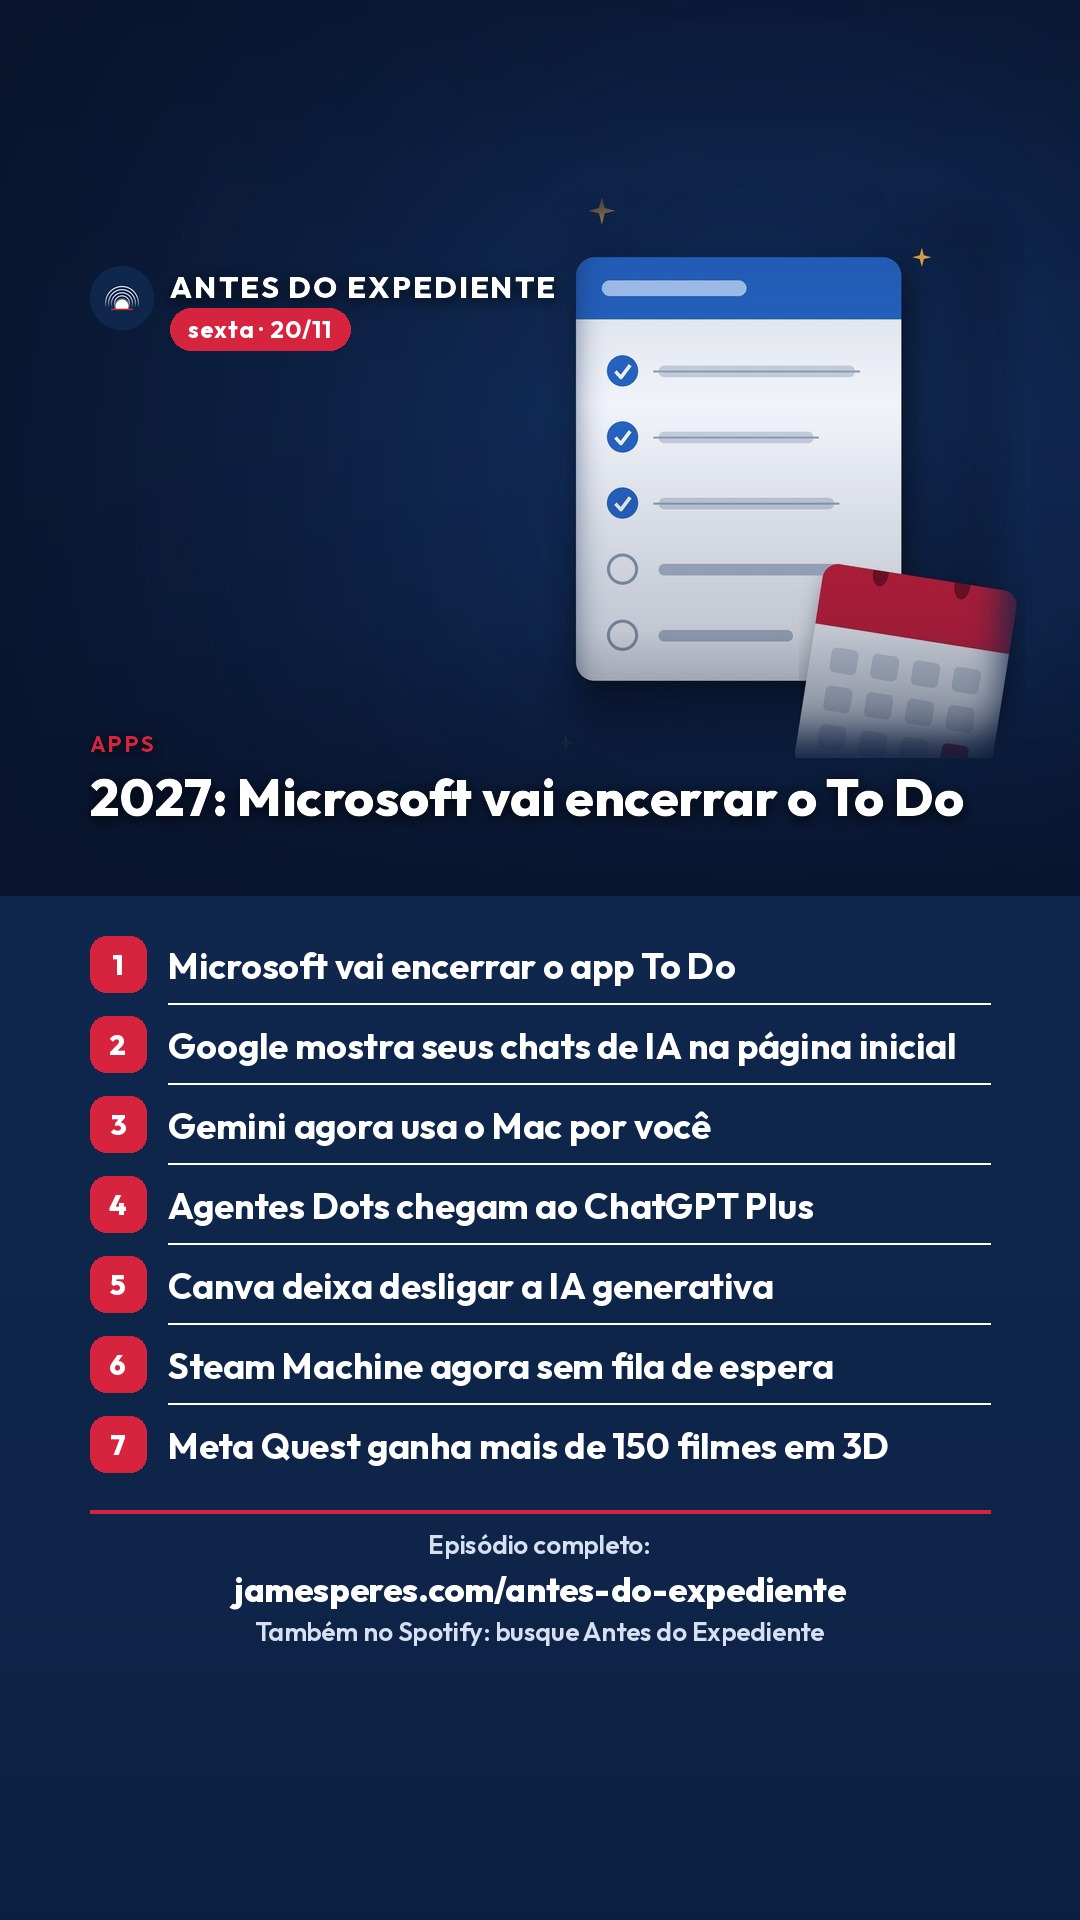 ANTES DO EXPEDIENTE
sexta · 20/11
APPS
2027: Microsoft vai encerrar o To Do
1 Microsoft vai encerrar o app To Do
2 Google mostra seus chats de IA na página inicial
3 Gemini agora usa o Mac por você
4 Agentes Dots chegam ao ChatGPT Plus
5 Canva deixa desligar a IA generativa
6 Steam Machine agora sem fila de espera
7 Meta Quest ganha mais de 150 filmes em 3D
Episódio completo:
jamesperes.com/antes-do-expediente
Também no Spotify: busque Antes do Expediente